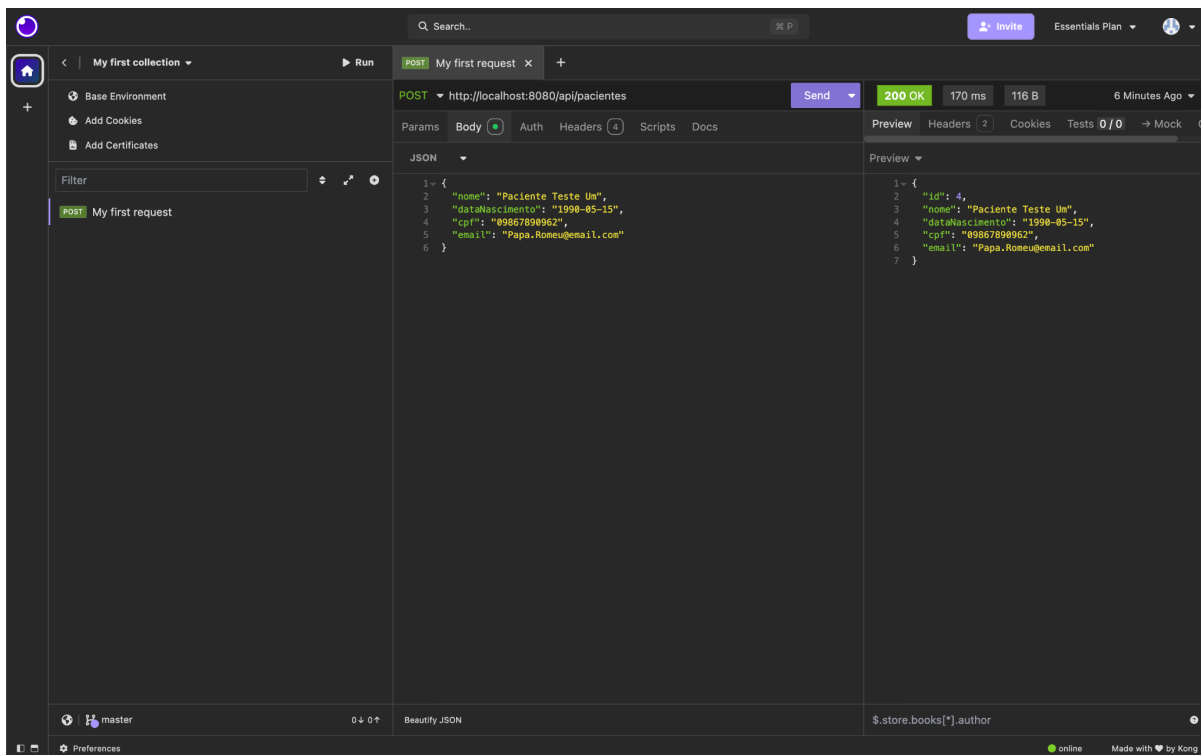 Search..
⌘ P
Invite
Essentials Plan
My first collection
Run
POST My first request
Base Environment
Add Cookies
Add Certificates
Filter
POST My first request
POST http://localhost:8080/api/pacientes
Send
Params Body Auth Headers 4 Scripts Docs
JSON
1 {
2 "nome": "Paciente Teste Um",
3 "dataNascimento": "1990-05-15",
4 "cpf": "09867890962",
5 "email": "Papa.Romeu@email.com"
6 }
Beautify JSON
200 OK 170 ms 116 B 6 Minutes Ago
Preview Headers 2 Cookies Tests 0 / 0 → Mock
Preview
1 {
2 "id": 4,
3 "nome": "Paciente Teste Um",
4 "dataNascimento": "1990-05-15",
5 "cpf": "09867890962",
6 "email": "Papa.Romeu@email.com"
7 }
$.store.books[*].author
master 0↓ 0↑
Preferences
online Made with ♥ by Kong